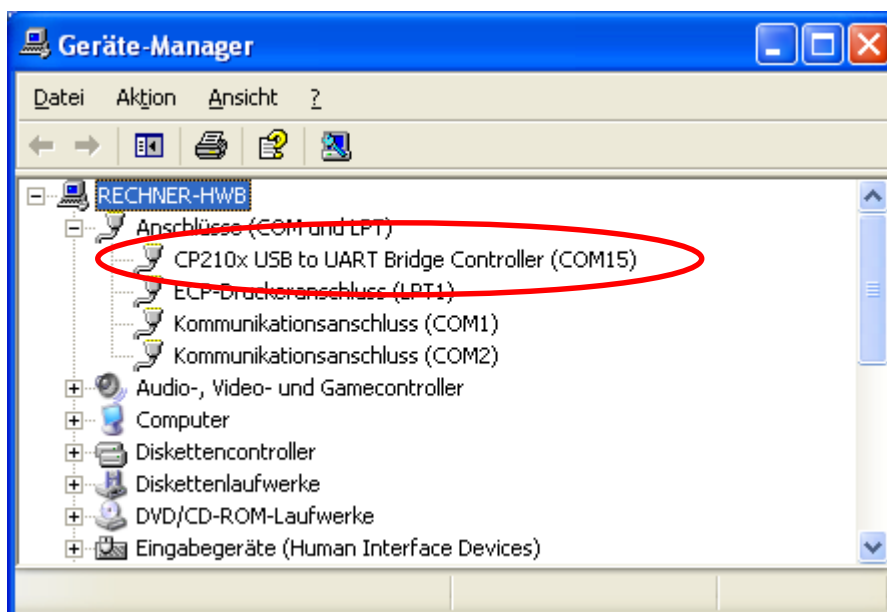 Geräte-Manager
Datei Aktion Ansicht ?
RECHNER-HWB
Anschlüsse (COM und LPT)
CP210x USB to UART Bridge Controller (COM15)
ECP-Druckeranschluss (LPT1)
Kommunikationsanschluss (COM1)
Kommunikationsanschluss (COM2)
Audio-, Video- und Gamecontroller
Computer
Diskettencontroller
Diskettenlaufwerke
DVD/CD-ROM-Laufwerke
Eingabegeräte (Human Interface Devices)